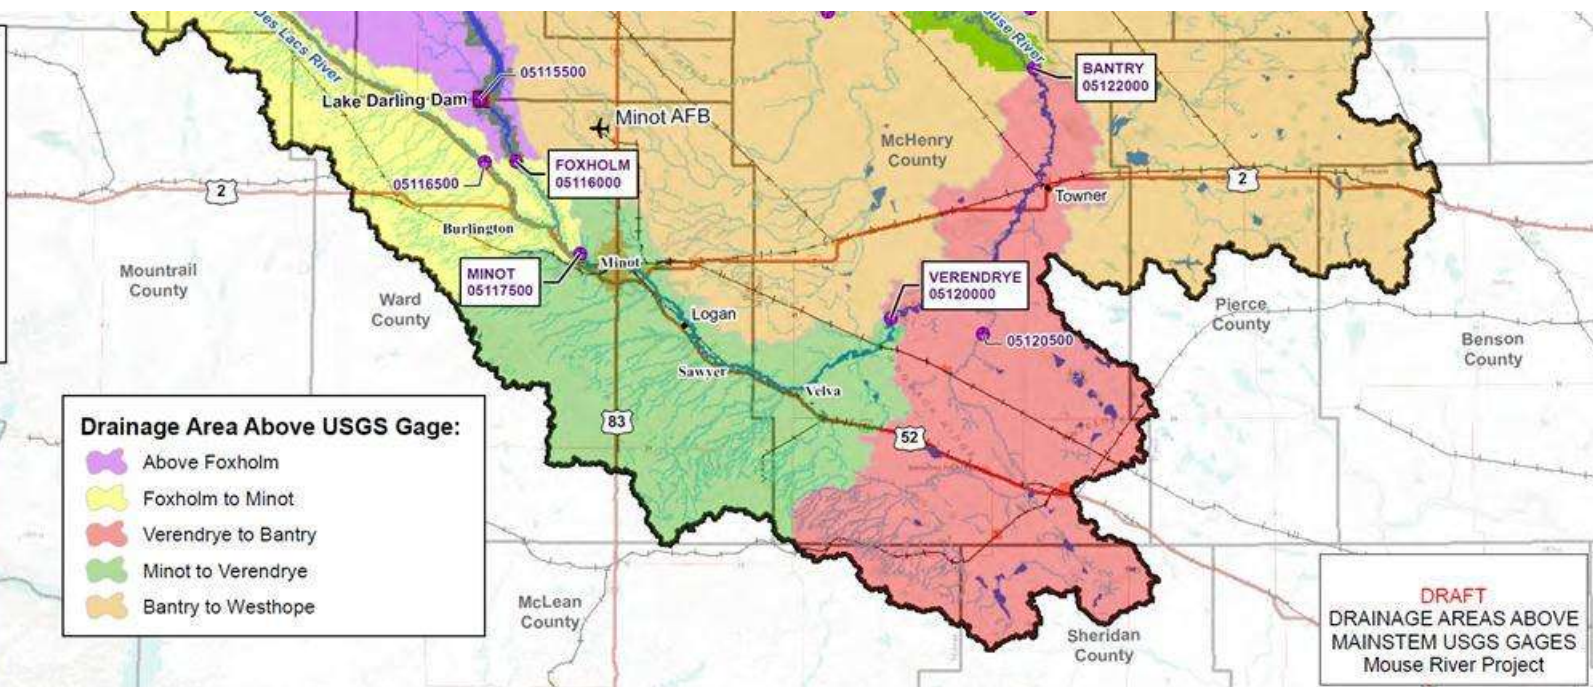 Des Lacs River
ouse River
05115500
BANTRY
05122000
Lake Darling Dam
Minot AFB
McHenry
County
FOXHOLM
05116000
05116500
2
2
Towner
Burlington
MINOT
05117500
Minot
VERENDRYE
05120000
Mountrail
County
Ward
County
Logan
Pierce
County
05120500
Benson
County
Sawyer
Velva
83
52
Drainage Area Above USGS Gage:
Above Foxholm
Foxholm to Minot
Verendrye to Bantry
Minot to Verendrye
Bantry to Westhope
McLean
County
Sheridan
County
DRAFT
DRAINAGE AREAS ABOVE
MAINSTEM USGS GAGES
Mouse River Project